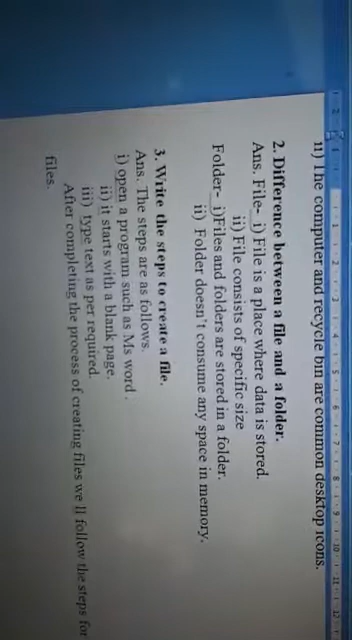 ii) The computer and recycle bin are common desktop icons.
2. Difference between a file and a folder.
Ans. File- i) File is a place where data is stored.
ii) File consists of specific size
Folder- i)Files and folders are stored in a folder.
ii) Folder doesn't consume any space in memory.
3. Write the steps to create a file.
Ans. The steps are as follows.
i) open a program such as Ms word .
ii) it starts with a blank page.
iii) type text as per required.
After completing the process of creating files we ll follow the steps for
files.